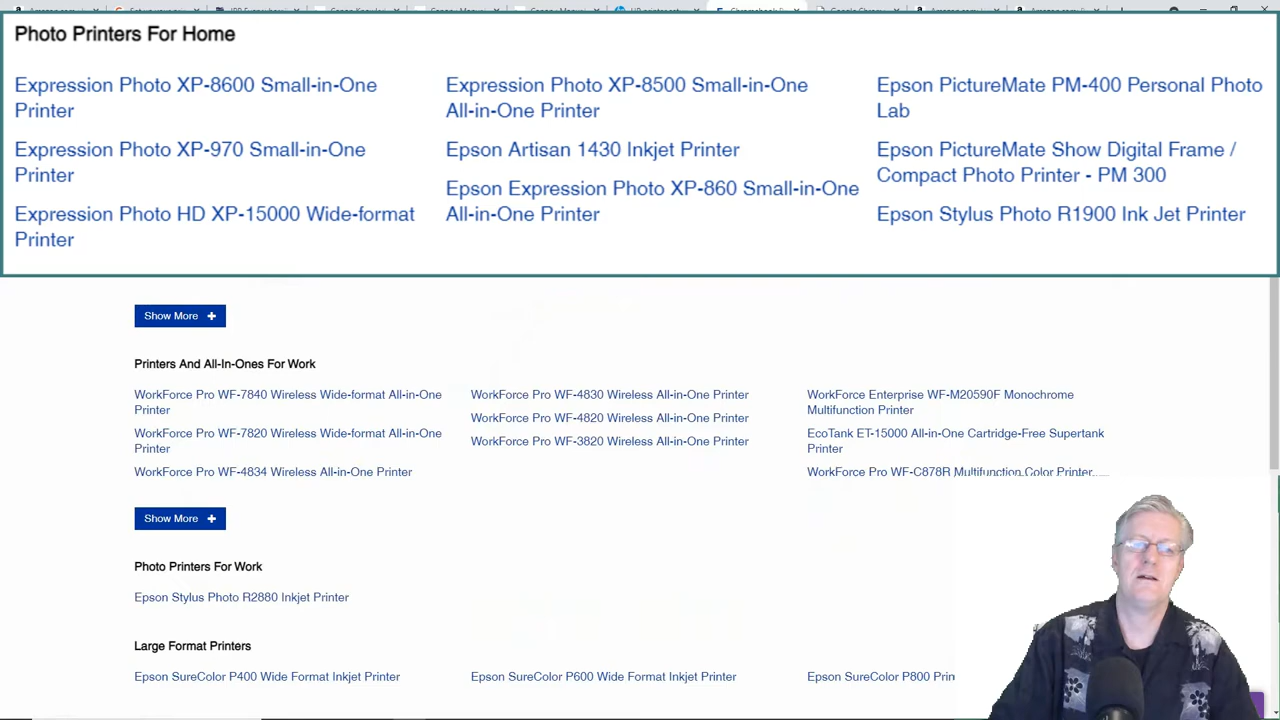 Photo Printers For Home
Expression Photo XP-8600 Small-in-One
Printer
Expression Photo XP-970 Small-in-One
Printer
Expression Photo HD XP-15000 Wide-format
Printer
Expression Photo XP-8500 Small-in-One
All-in-One Printer
Epson Artisan 1430 Inkjet Printer
Epson Expression Photo XP-860 Small-in-One
All-in-One Printer
Epson PictureMate PM-400 Personal Photo
Lab
Epson PictureMate Show Digital Frame /
Compact Photo Printer - PM 300
Epson Stylus Photo R1900 Ink Jet Printer
Show More +
Printers And All-In-Ones For Work
WorkForce Pro WF-7840 Wireless Wide-format All-in-One
Printer
WorkForce Pro WF-7820 Wireless Wide-format All-in-One
Printer
WorkForce Pro WF-4834 Wireless All-in-One Printer
WorkForce Pro WF-4830 Wireless All-in-One Printer
WorkForce Pro WF-4820 Wireless All-in-One Printer
WorkForce Pro WF-3820 Wireless All-in-One Printer
WorkForce Enterprise WF-M20590F Monochrome
Multifunction Printer
EcoTank ET-15000 All-in-One Cartridge-Free Supertank
Printer
WorkForce Pro WF-C878R Multifunction Color Printer
Show More +
Photo Printers For Work
Epson Stylus Photo R2880 Inkjet Printer
Large Format Printers
Epson SureColor P400 Wide Format Inkjet Printer
Epson SureColor P600 Wide Format Inkjet Printer
Epson SureColor P800 Prin